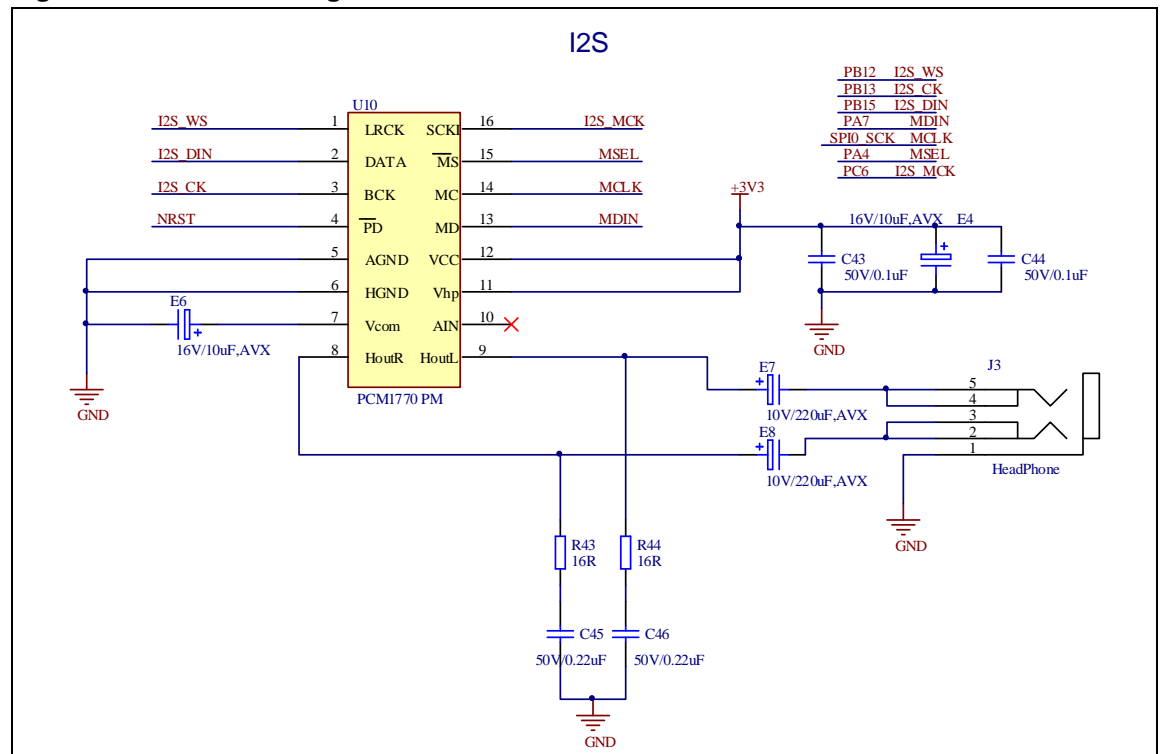 I2S
PB12 I2S_WS
PB13 I2S_CK
PB15 I2S_DIN
PA7 MDIN
SPI0_SCK MCLK
PA4 MSEL
PC6 I2S_MCK
U10
I2S_WS 1 LRCK SCKI 16 I2S_MCK
I2S_DIN 2 DATA MS 15 MSEL
I2S_CK 3 BCK MC 14 MCLK
NRST 4 PD MD 13 MDIN
5 AGND VCC 12
6 HGND Vhp 11
7 Vcom AIN 10
8 HoutR HoutL 9
PCM1770 PM
E6
+
16V/10uF,AVX
GND
+3V3
16V/10uF,AVX E4
+
C43
50V/0.1uF
C44
50V/0.1uF
GND
E7
+
10V/220uF,AVX
E8
+
10V/220uF,AVX
J3
5
4
3
2
1
HeadPhone
GND
R43
16R
R44
16R
C45
50V/0.22uF
C46
50V/0.22uF
GND